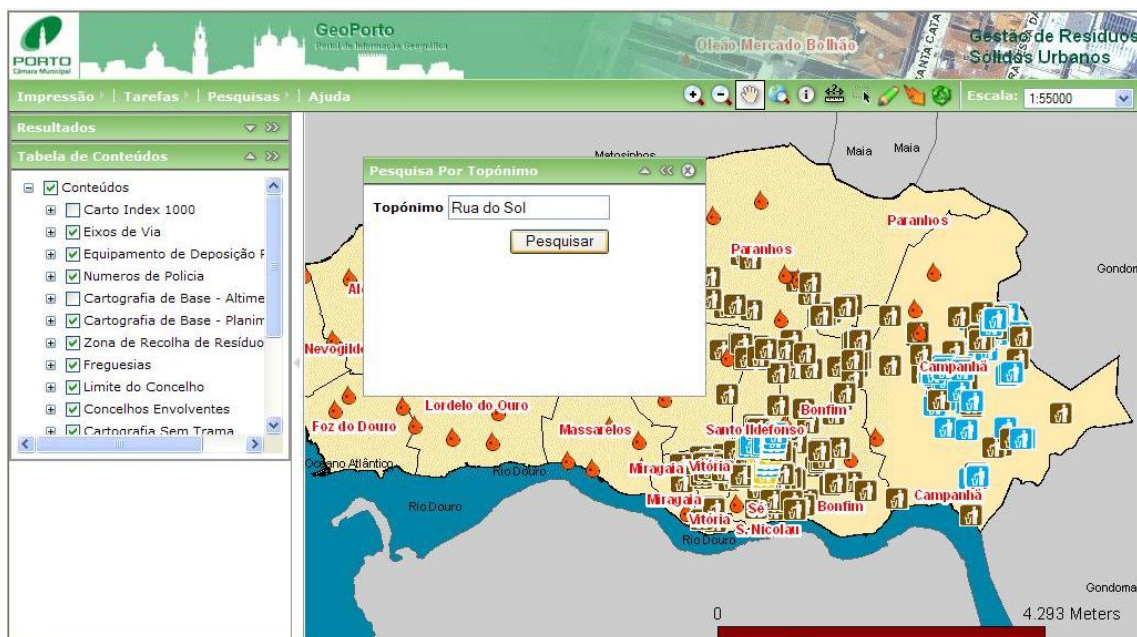 PORTO
Câmara Municipal
GeoPorto
Portal de Informação Geográfica
Oleão Mercado Bolhão
SANTA CATA
Gestão de Resíduos
Sólidos Urbanos
Impressão | Tarefas | Pesquisas | Ajuda
Escala: 1:55000
Resultados
Tabela de Conteúdos
Conteúdos
Carto Index 1000
Eixos de Via
Equipamento de Deposição P
Numeros de Policia
Cartografia de Base - Altime
Cartografia de Base - Planim
Zona de Recolha de Resíduo
Freguesias
Limite do Concelho
Concelhos Envolventes
Cartografia Sem Trama
Pesquisa Por Topónimo
Topónimo Rua do Sol
Pesquisar
Matosinhos
Maia Maia
Paranhos
Paranhos
Gondom
Al
Nevogilde
Campanhã
Lordelo do Ouro
Bonfim
Foz do Douro
Massarelos
Santo Ildefonso
Oceano Atlântico
Rio Douro
Miragaia Vitória
Rio Douro
Miragaia
Campanhã
Vitória
Sé
Bonfim
S. Nicolau
Rio Douro
Gondoma
0
4.293 Meters